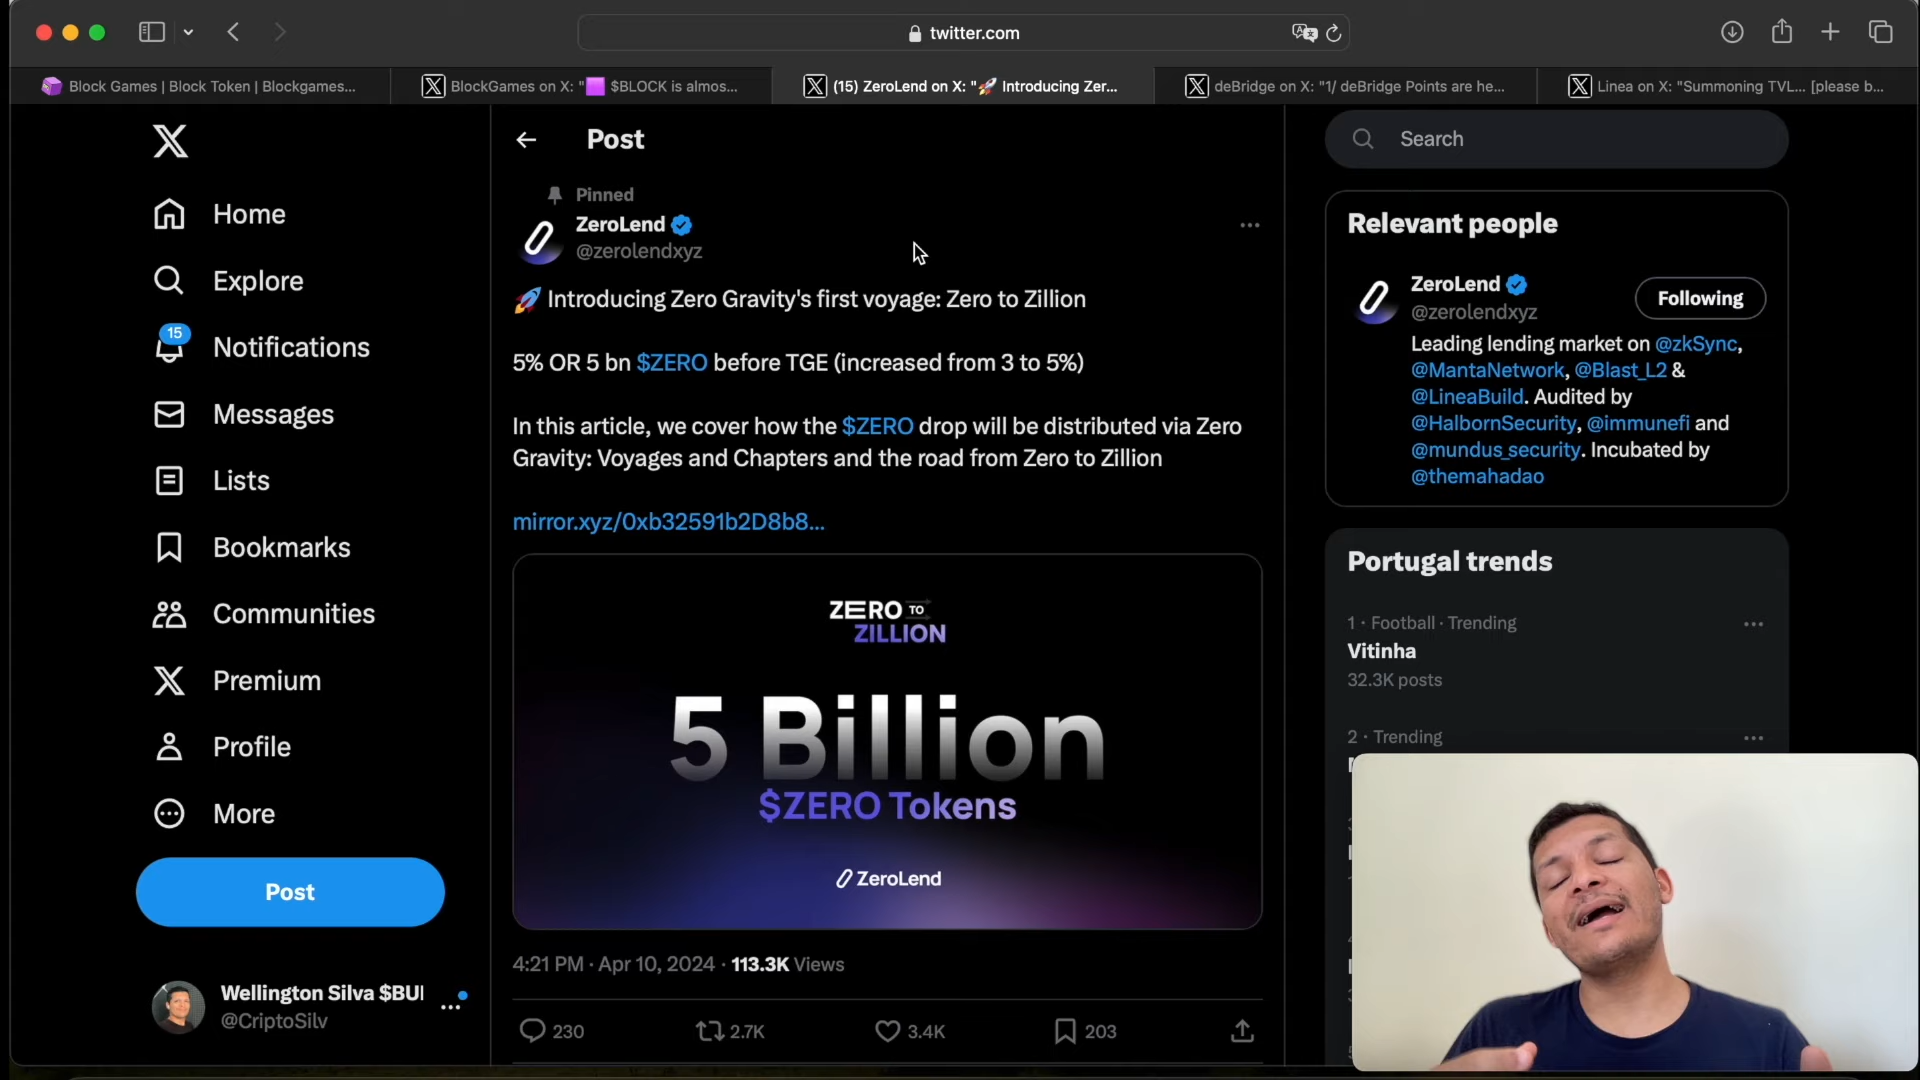 twitter.com
Block Games | Block Token | Blockgames...
BlockGames on X: "🟪 $BLOCK is almos...
(15) ZeroLend on X: "🚀 Introducing Zer...
deBridge on X: "1/ deBridge Points are he...
Linea on X: "Summoning TVL... [please b...
Home
Explore
15
Notifications
Messages
Lists
Bookmarks
Communities
Premium
Profile
More
Post
Wellington Silva $BU
@CriptoSilv
Post
Pinned
ZeroLend
@zerolendxyz
🚀 Introducing Zero Gravity's first voyage: Zero to Zillion
5% OR 5 bn $ZERO before TGE (increased from 3 to 5%)
In this article, we cover how the $ZERO drop will be distributed via Zero
Gravity: Voyages and Chapters and the road from Zero to Zillion
mirror.xyz/0xb32591b2D8b8...
ZERO TO
ZILLION
5 Billion
$ZERO Tokens
ZeroLend
4:21 PM · Apr 10, 2024 · 113.3K Views
230
2.7K
3.4K
203
Search
Relevant people
ZeroLend
@zerolendxyz
Following
Leading lending market on @zkSync,
@MantaNetwork, @Blast_L2 &
@LineaBuild. Audited by
@HalbornSecurity, @immunefi and
@mundus_security. Incubated by
@themahadao
Portugal trends
1 · Football · Trending
Vitinha
32.3K posts
2 · Trending